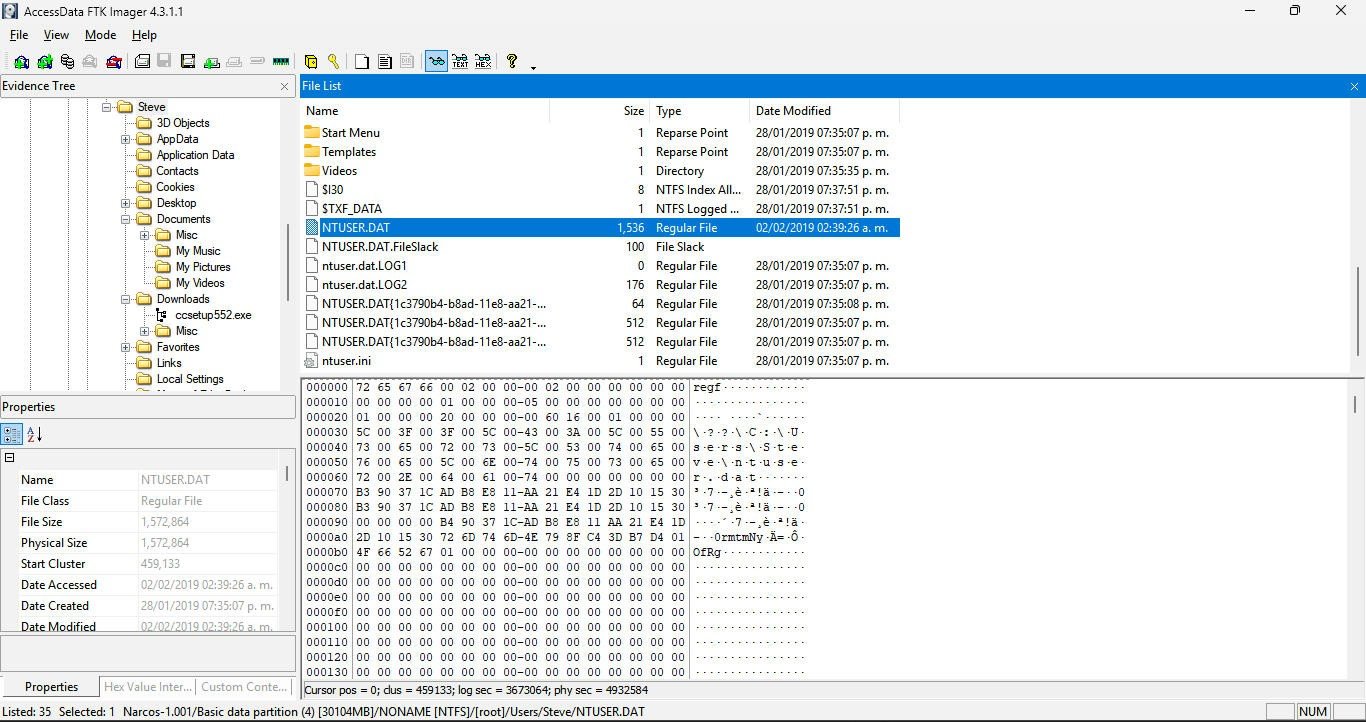 AccessData FTK Imager 4.3.1.1
File View Mode Help
Evidence Tree
Steve
3D Objects
AppData
Application Data
Contacts
Cookies
Desktop
Documents
Misc
My Music
My Pictures
My Videos
Downloads
ccsetup552.exe
Misc
Favorites
Links
Local Settings
Properties
Name NTUSER.DAT
File Class Regular File
File Size 1,572,864
Physical Size 1,572,864
Start Cluster 459,133
Date Accessed 02/02/2019 02:39:26 a. m.
Date Created 28/01/2019 07:35:07 p. m.
Date Modified 02/02/2019 02:39:26 a. m.
Properties Hex Value Inter... Custom Conte...
File List
Name Size Type Date Modified
Start Menu 1 Reparse Point 28/01/2019 07:35:07 p. m.
Templates 1 Reparse Point 28/01/2019 07:35:07 p. m.
Videos 1 Directory 28/01/2019 07:35:35 p. m.
$I30 8 NTFS Index All... 28/01/2019 07:37:51 p. m.
$TXF_DATA 1 NTFS Logged ... 28/01/2019 07:37:51 p. m.
NTUSER.DAT 1,536 Regular File 02/02/2019 02:39:26 a. m.
NTUSER.DAT.FileSlack 100 File Slack
ntuser.dat.LOG1 0 Regular File 28/01/2019 07:35:07 p. m.
ntuser.dat.LOG2 176 Regular File 28/01/2019 07:35:07 p. m.
NTUSER.DAT{1c3790b4-b8ad-11e8-aa21-... 64 Regular File 28/01/2019 07:35:08 p. m.
NTUSER.DAT{1c3790b4-b8ad-11e8-aa21-... 512 Regular File 28/01/2019 07:35:07 p. m.
NTUSER.DAT{1c3790b4-b8ad-11e8-aa21-... 512 Regular File 28/01/2019 07:35:07 p. m.
ntuser.ini 1 Regular File 28/01/2019 07:35:07 p. m.
000000 72 65 67 66 00 02 00 00-00 02 00 00 00 00 00 00 regf············
000010 00 00 00 00 01 00 00 00-05 00 00 00 00 00 00 00 ················
000020 01 00 00 00 20 00 00 00-00 60 16 00 01 00 00 00 ···· ····`······
000030 5C 00 3F 00 3F 00 5C 00-43 00 3A 00 5C 00 55 00 \·?·?·\·C·:·\·U·
000040 73 00 65 00 72 00 73 00-5C 00 53 00 74 00 65 00 s·e·r·s·\·S·t·e·
000050 76 00 65 00 5C 00 6E 00-74 00 75 00 73 00 65 00 v·e·\·n·t·u·s·e·
000060 72 00 2E 00 64 00 61 00-74 00 00 00 00 00 00 00 r·.·d·a·t·······
000070 B3 90 37 1C AD B8 E8 11-AA 21 E4 1D 2D 10 15 30 ³·7·-¸è·ª!ä·-··0
000080 B3 90 37 1C AD B8 E8 11-AA 21 E4 1D 2D 10 15 30 ³·7·-¸è·ª!ä·-··0
000090 00 00 00 00 B4 90 37 1C-AD B8 E8 11 AA 21 E4 1D ····´·7·-¸è·ª!ä·
0000a0 2D 10 15 30 72 6D 74 6D-4E 79 8F C4 3D B7 D4 01 -··0rmtmNy·Ä=·Ô·
0000b0 4F 66 52 67 01 00 00 00-00 00 00 00 00 00 00 00 OfRg············
0000c0 00 00 00 00 00 00 00 00-00 00 00 00 00 00 00 00 ················
0000d0 00 00 00 00 00 00 00 00-00 00 00 00 00 00 00 00 ················
0000e0 00 00 00 00 00 00 00 00-00 00 00 00 00 00 00 00 ················
0000f0 00 00 00 00 00 00 00 00-00 00 00 00 00 00 00 00 ················
000100 00 00 00 00 00 00 00 00-00 00 00 00 00 00 00 00 ················
000110 00 00 00 00 00 00 00 00-00 00 00 00 00 00 00 00 ················
000120 00 00 00 00 00 00 00 00-00 00 00 00 00 00 00 00 ················
000130 00 00 00 00 00 00 00 00-00 00 00 00 00 00 00 00 ················
Cursor pos = 0; clus = 459133; log sec = 3673064; phy sec = 4932584
Listed: 35 Selected: 1 Narcos-1.001/Basic data partition (4) [30104MB]/NONAME [NTFS]/[root]/Users/Steve/NTUSER.DAT NUM